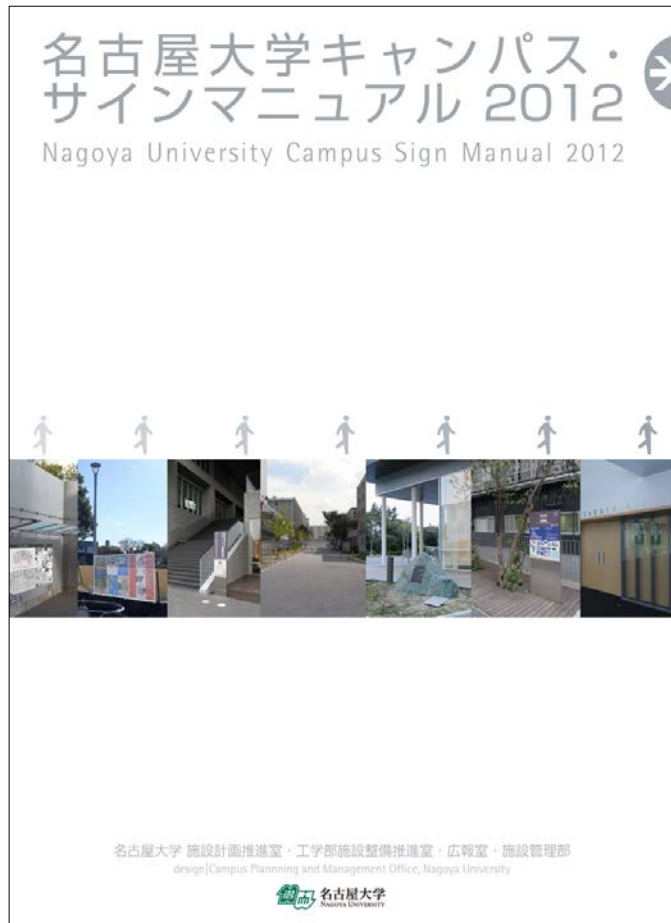 名古屋大学キャンパス・
サインマニュアル 2012
Nagoya University Campus Sign Manual 2012
名古屋大学 施設計画推進室・工学部施設整備推進室・広報室・施設管理部
design|Campus Plannning and Management Office, Nagoya University
名古屋大学
NAGOYA UNIVERSITY